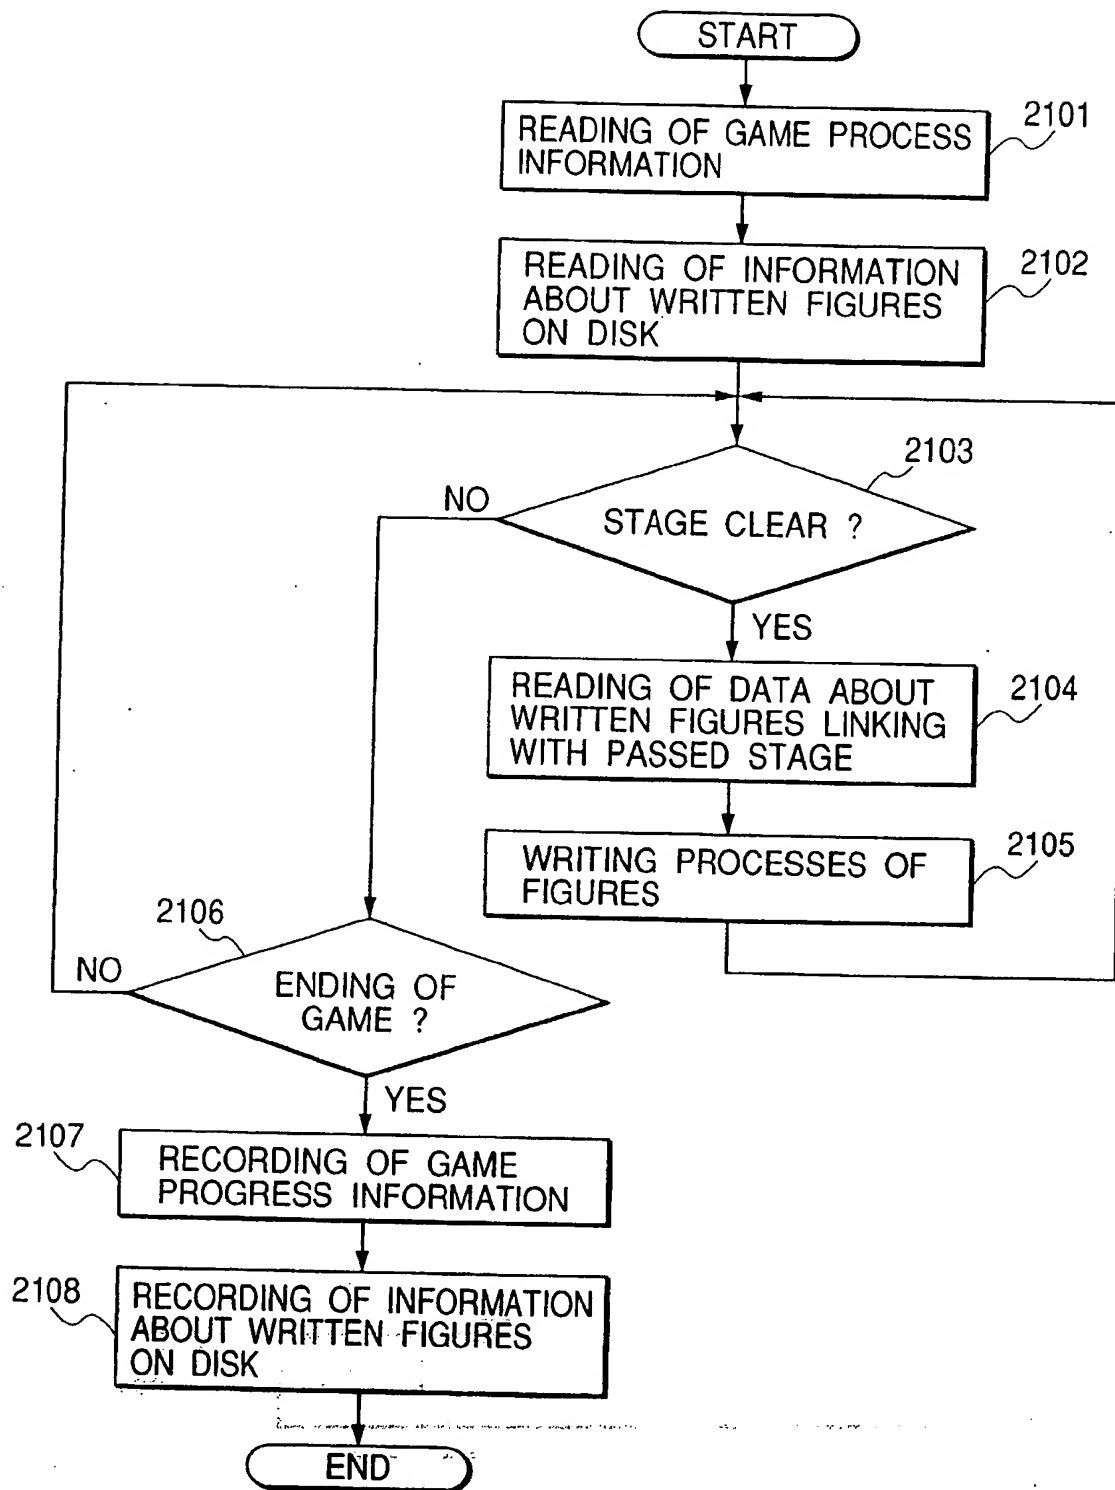 START
2101
READING OF GAME PROCESS
INFORMATION
2102
READING OF INFORMATION
ABOUT WRITTEN FIGURES
ON DISK
2103
NO
STAGE CLEAR ?
YES
2104
READING OF DATA ABOUT
WRITTEN FIGURES LINKING
WITH PASSED STAGE
2105
WRITING PROCESSES OF
FIGURES
2106
NO
ENDING OF
GAME ?
YES
2107
RECORDING OF GAME
PROGRESS INFORMATION
2108
RECORDING OF INFORMATION
ABOUT WRITTEN FIGURES
ON DISK
END